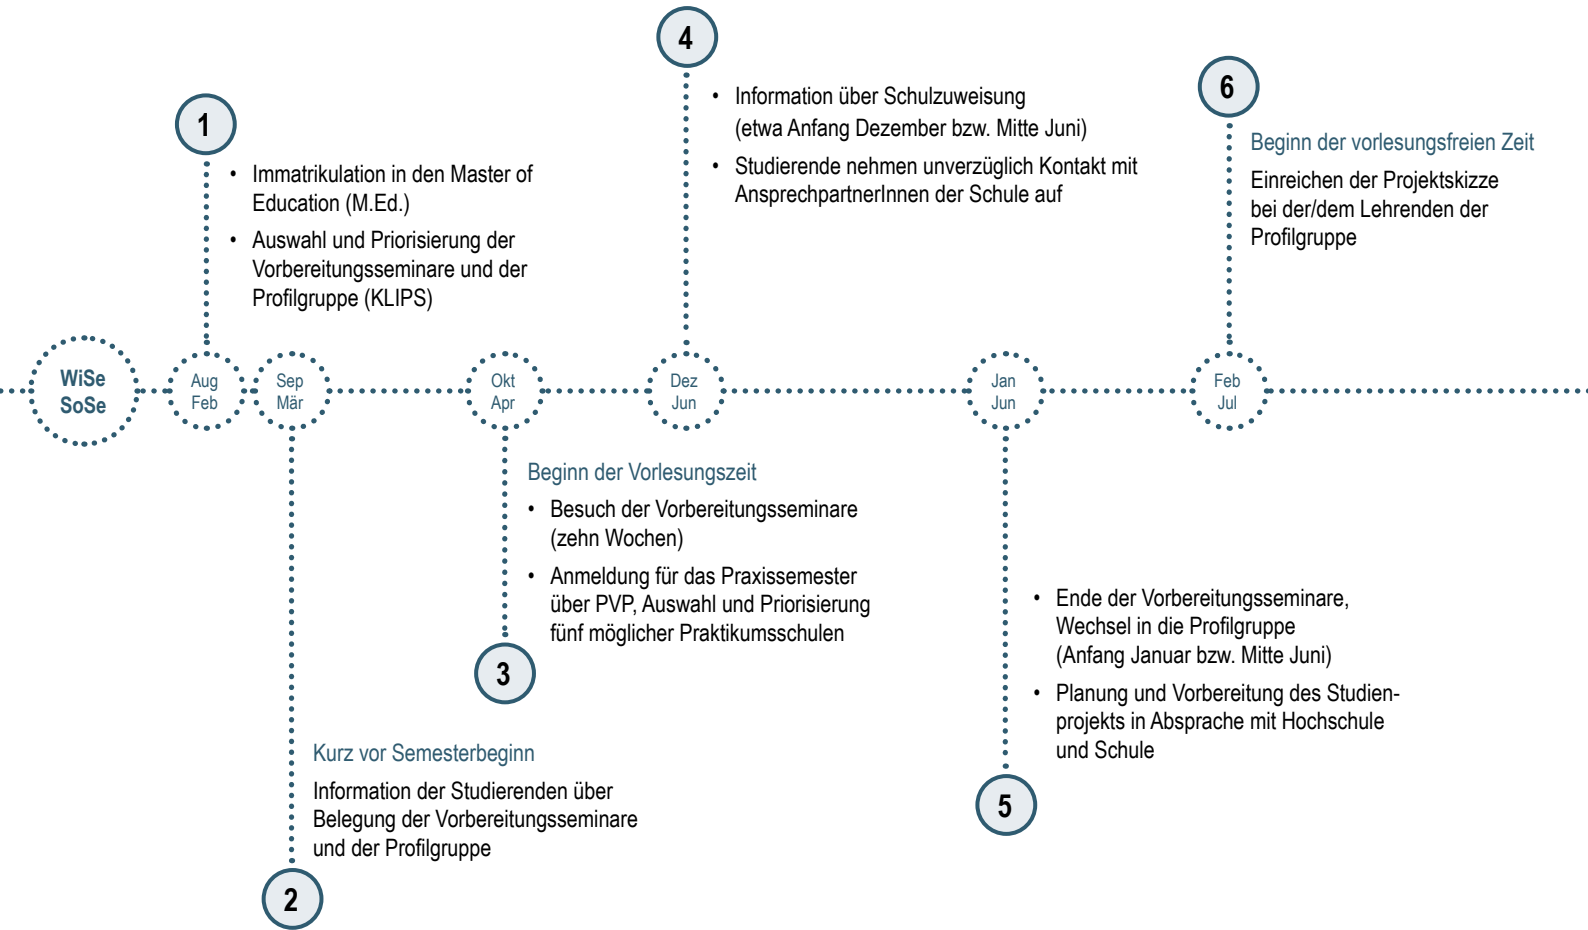 WiSe
SoSe
1
Aug
Feb
• Immatrikulation in den Master of
Education (M.Ed.)
• Auswahl und Priorisierung der
Vorbereitungsseminare und der
Profilgruppe (KLIPS)
2
Sep
Mär
Kurz vor Semesterbeginn
Information der Studierenden über
Belegung der Vorbereitungsseminare
und der Profilgruppe
3
Okt
Apr
Beginn der Vorlesungszeit
• Besuch der Vorbereitungsseminare
(zehn Wochen)
• Anmeldung für das Praxissemester
über PVP, Auswahl und Priorisierung
fünf möglicher Praktikumsschulen
4
Dez
Jun
• Information über Schulzuweisung
(etwa Anfang Dezember bzw. Mitte Juni)
• Studierende nehmen unverzüglich Kontakt mit
AnsprechpartnerInnen der Schule auf
5
Jan
Jun
• Ende der Vorbereitungsseminare,
Wechsel in die Profilgruppe
(Anfang Januar bzw. Mitte Juni)
• Planung und Vorbereitung des Studien-
projekts in Absprache mit Hochschule
und Schule
6
Feb
Jul
Beginn der vorlesungsfreien Zeit
Einreichen der Projektskizze
bei der/dem Lehrenden der
Profilgruppe